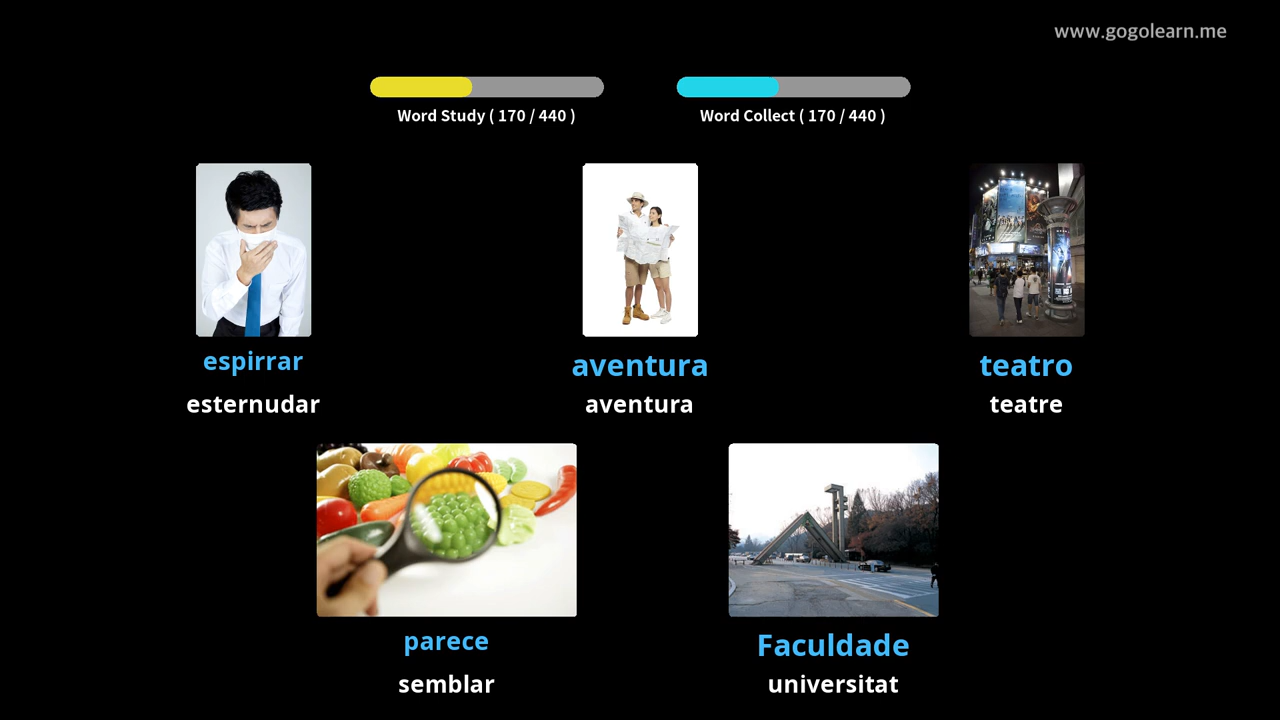 www.gogolearn.me
Word Study ( 170 / 440 )
Word Collect ( 170 / 440 )
espirrar
esternudar
aventura
aventura
teatro
teatre
parece
semblar
Faculdade
universitat